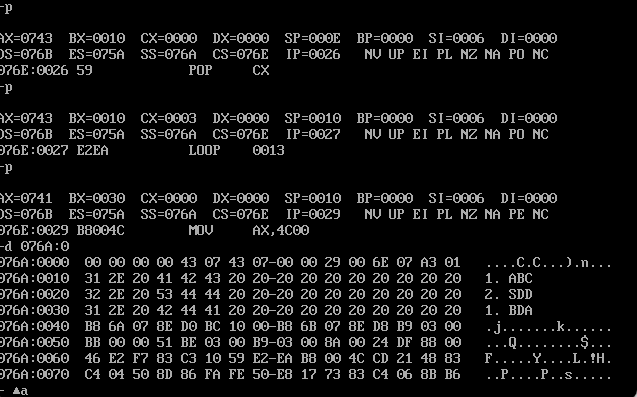 -p
AX=0743 BX=0010 CX=0000 DX=0000 SP=000E BP=0000 SI=0006 DI=0000
DS=076B ES=075A SS=076A CS=076E IP=0026 NV UP EI PL NZ NA PO NC
076E:0026 59 POP CX
-p
AX=0743 BX=0010 CX=0003 DX=0000 SP=0010 BP=0000 SI=0006 DI=0000
DS=076B ES=075A SS=076A CS=076E IP=0027 NV UP EI PL NZ NA PO NC
076E:0027 E2EA LOOP 0013
-p
AX=0741 BX=0030 CX=0000 DX=0000 SP=0010 BP=0000 SI=0006 DI=0000
DS=076B ES=075A SS=076A CS=076E IP=0029 NV UP EI PL NZ NA PE NC
076E:0029 B8004C MOV AX,4C00
-d 076A:0
076A:0000 00 00 00 00 43 07 43 07-00 00 29 00 6E 07 A3 01 ....C.C...).n...
076A:0010 31 2E 20 41 42 43 20 20-20 20 20 20 20 20 20 20 1. ABC
076A:0020 32 2E 20 53 44 44 20 20-20 20 20 20 20 20 20 20 2. SDD
076A:0030 31 2E 20 42 44 41 20 20-20 20 20 20 20 20 20 20 1. BDA
076A:0040 B8 6A 07 8E D0 BC 10 00-B8 6B 07 8E D8 B9 03 00 .j.......k......
076A:0050 BB 00 00 51 BE 03 00 B9-03 00 8A 00 24 DF 88 00 ...Q........$...
076A:0060 46 E2 F7 83 C3 10 59 E2-EA B8 00 4C CD 21 48 83 F.....Y....L.!H.
076A:0070 C4 04 50 8D 86 FA FE 50-E8 17 73 83 C4 06 8B B6 ..P....P..s.....
- ▲a